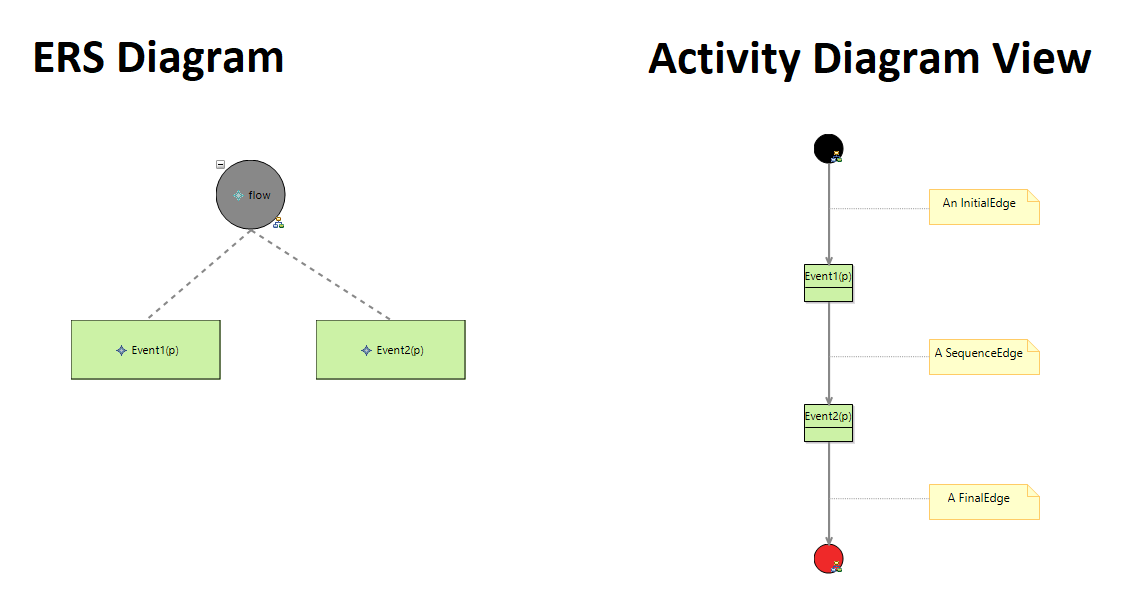 ERS Diagram
Activity Diagram View
flow
Event1(p)
Event2(p)
An InitialEdge
Event1(p)
A SequenceEdge
Event2(p)
A FinalEdge